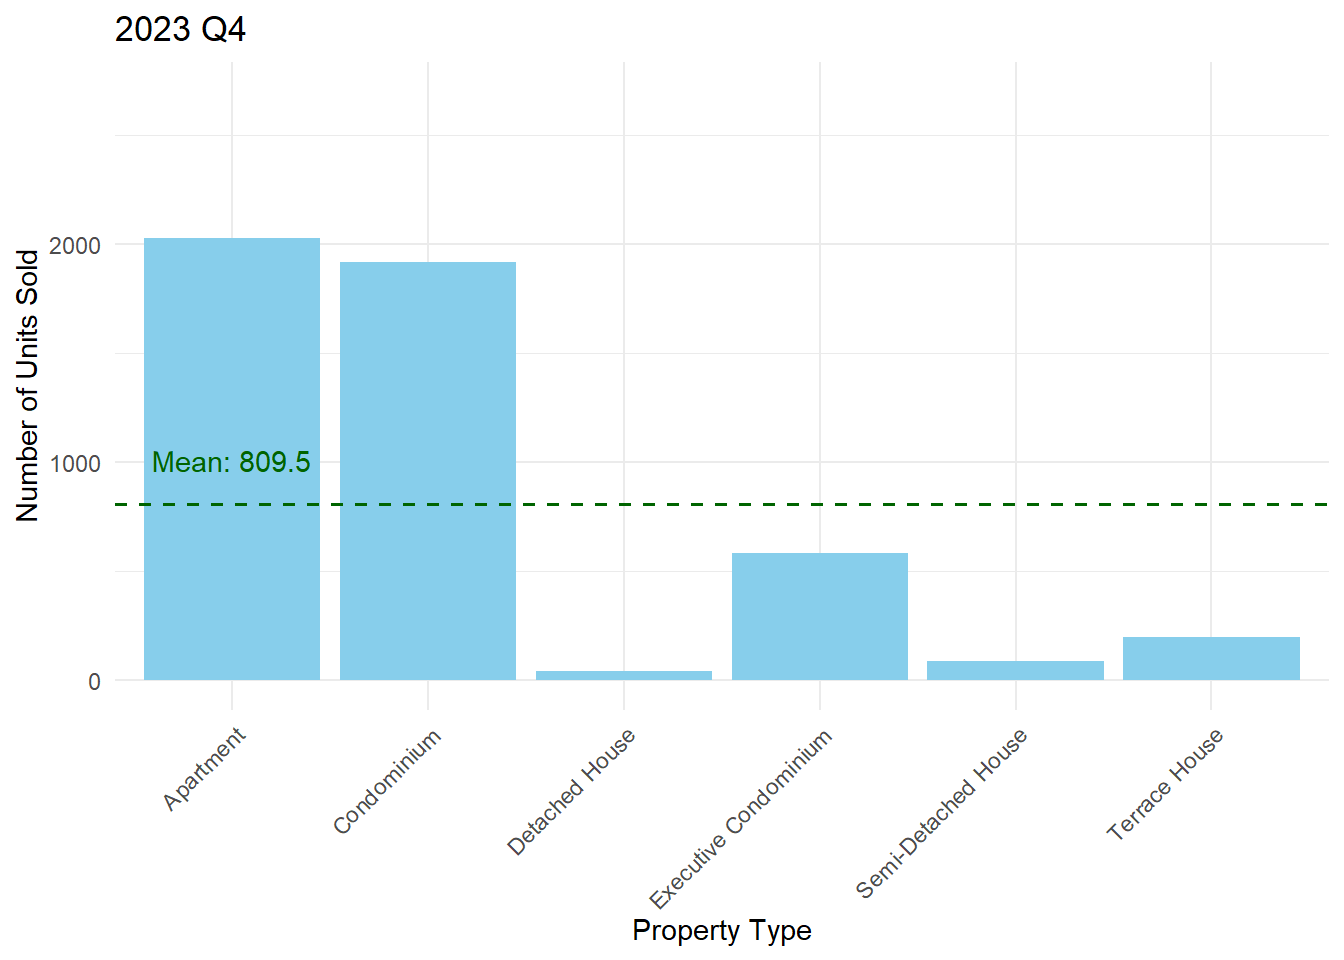 2023 Q4
Number of Units Sold
2000
1000
0
Mean: 809.5
Apartment
Condominium
Detached House
Executive Condominium
Semi-Detached House
Terrace House
Property Type